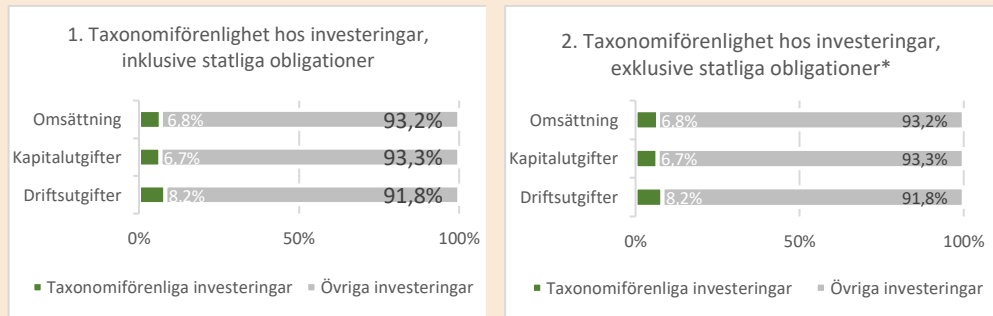 1. Taxonomiförenlighet hos investeringar,
inklusive statliga obligationer
Omsättning 6.8% 93,2%
Kapitalutgifter 6,7% 93,3%
Driftsutgifter 8.2% 91,8%
0% 50% 100%
Taxonomiförenliga investeringar Övriga investeringar
2. Taxonomiförenlighet hos investeringar,
exklusive statliga obligationer*
Omsättning 6,8% 93,2%
Kapitalutgifter 6,7% 93,3%
Driftsutgifter 8.2% 91,8%
0% 50% 100%
Taxonomiförenliga investeringar Övriga investeringar